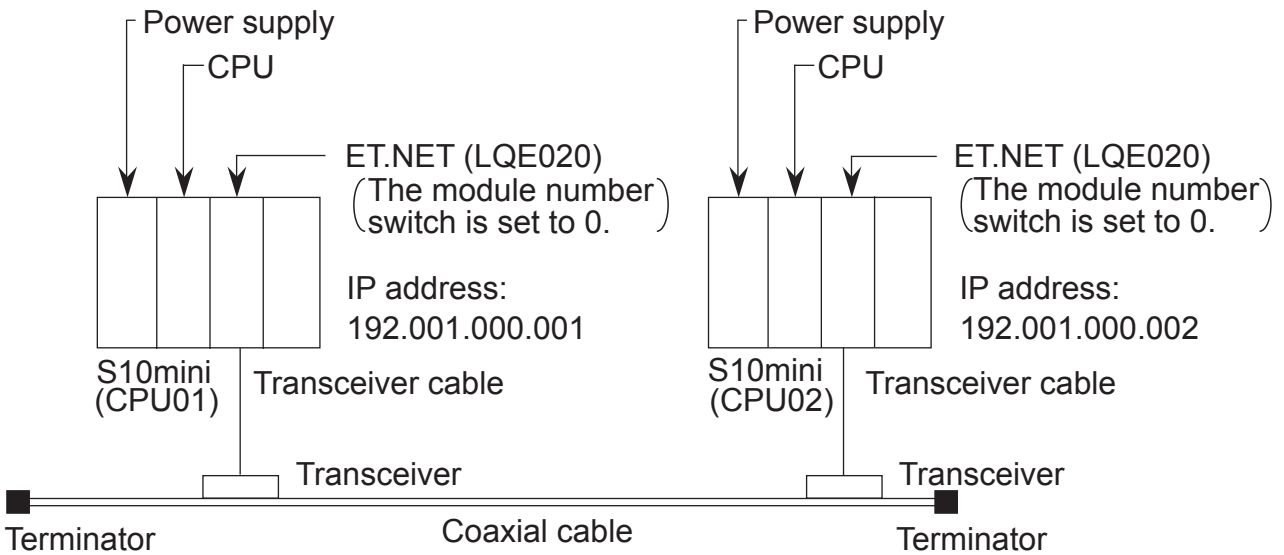 Power supply
CPU
ET.NET (LQE020)
(The module number
switch is set to 0.)
IP address:
192.001.000.001
S10mini
(CPU01)
Transceiver cable
Transceiver
Power supply
CPU
ET.NET (LQE020)
(The module number
switch is set to 0.)
IP address:
192.001.000.002
S10mini
(CPU02)
Transceiver cable
Transceiver
Terminator
Coaxial cable
Terminator